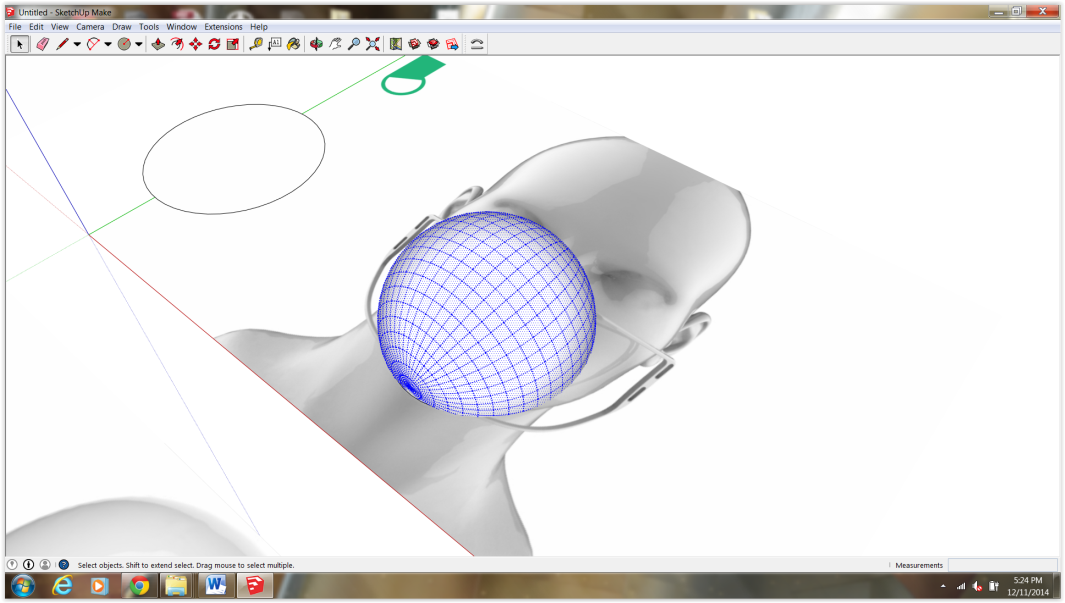 Untitled - SketchUp Make
File Edit View Camera Draw Tools Window Extensions Help
A1
Select objects. Shift to extend select. Drag mouse to select multiple.
Measurements
5:24 PM
12/11/2014